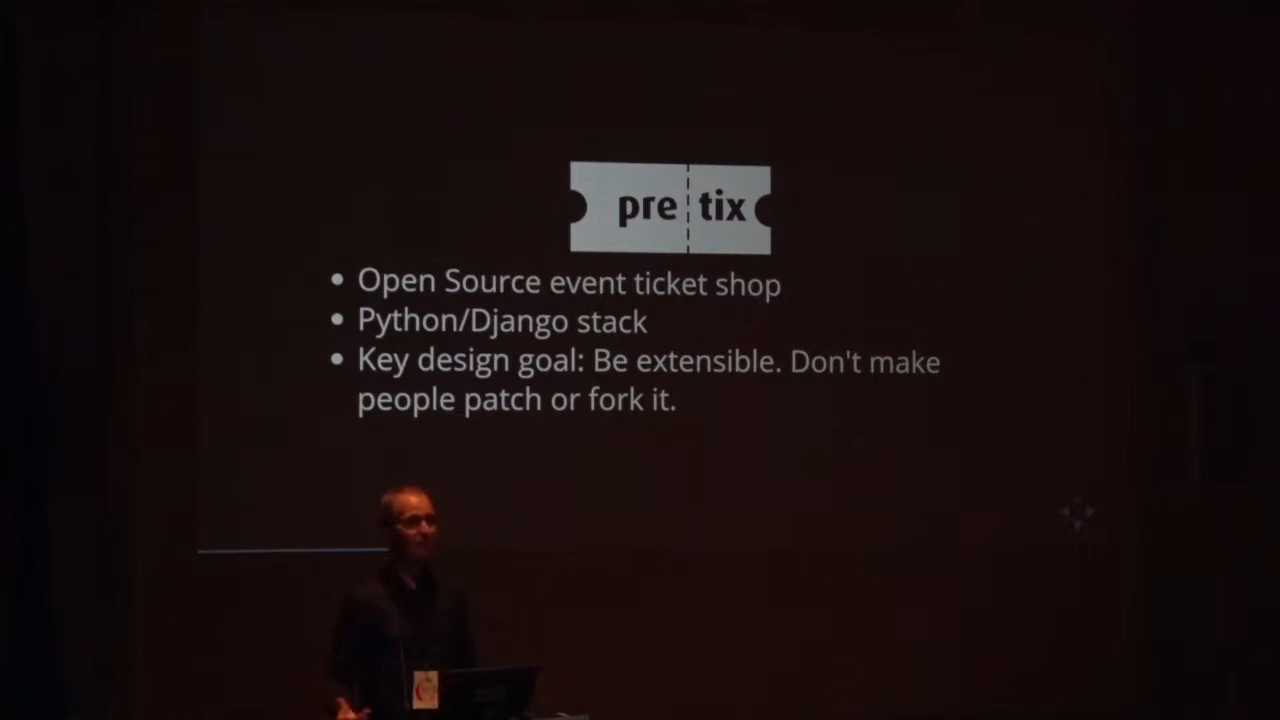 pre tix
• Open Source event ticket shop
• Python/Django stack
• Key design goal: Be extensible. Don't make
people patch or fork it.